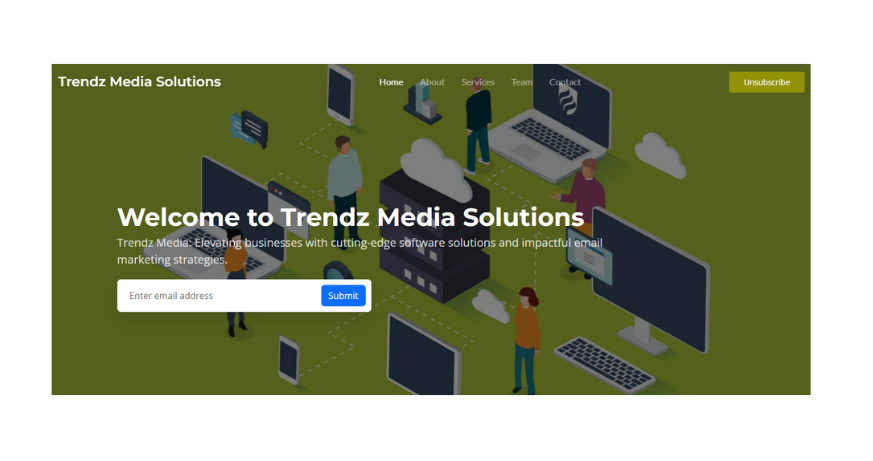 Trendz Media Solutions
Home About Services Team Contact
Unsubscribe
Welcome to Trendz Media Solutions
Trendz Media: Elevating businesses with cutting-edge software solutions and impactful email
marketing strategies.
Enter email address
Submit